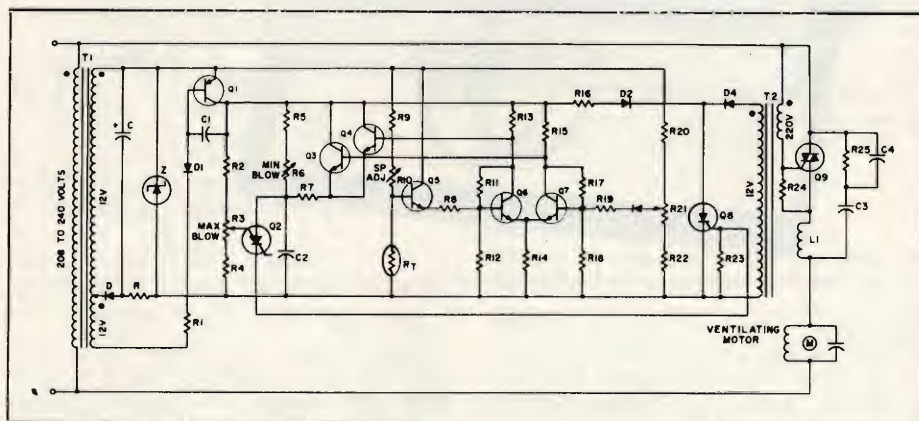 T1
208 TO 240 VOLTS
12V
12V
C
Z
D
R
Q1
C1
D1
R1
R2
MAX
BLOW
R3
R4
R5
MIN
BLOW
R6
R7
Q2
C2
Q3
Q4
R9
SP
ADJ
R10
RT
Q5
R8
R11
R12
R13
Q6
R14
R15
Q7
R16
D2
R17
R18
R19
R20
R21
R22
Q8
R23
D4
T2
12V
220V
R24
Q9
R25
C4
C3
L1
VENTILATING
MOTOR
M